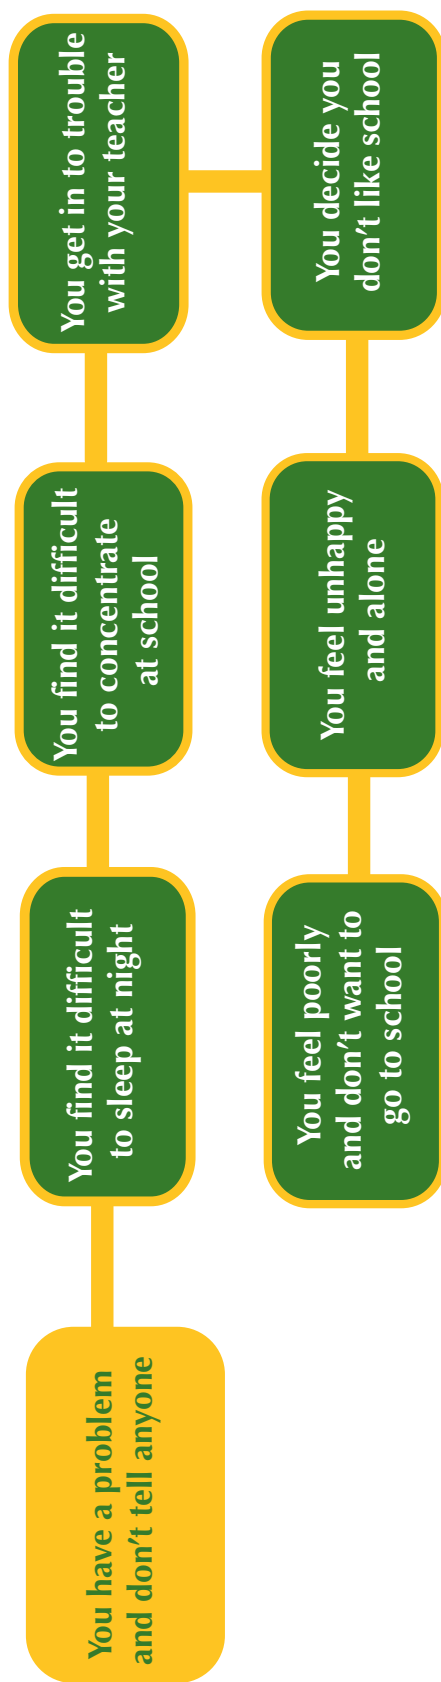 You have a problem
and don't tell anyone
You find it difficult
to sleep at night
You find it difficult
to concentrate
at school
You get in to trouble
with your teacher
You decide you
don't like school
You feel unhappy
and alone
You feel poorly
and don't want to
go to school